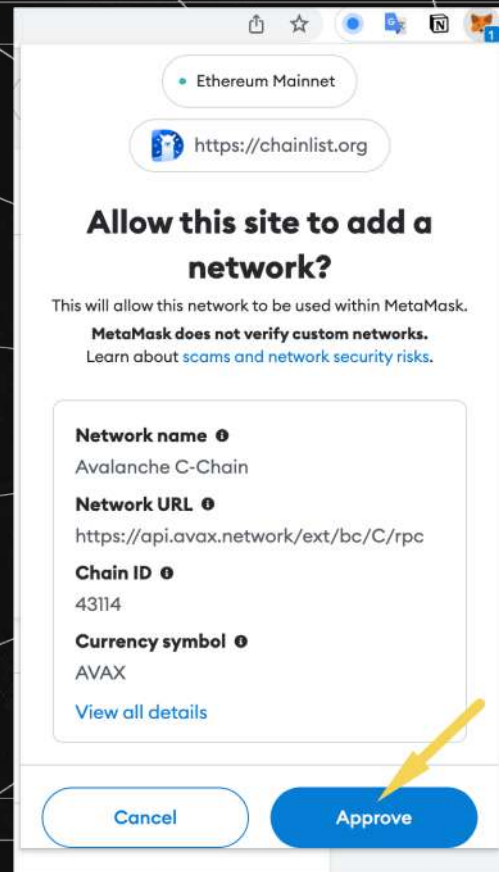 1
Ethereum Mainnet
https://chainlist.org
Allow this site to add a
network?
This will allow this network to be used within MetaMask.
MetaMask does not verify custom networks.
Learn about scams and network security risks.
Network name
Avalanche C-Chain
Network URL
https://api.avax.network/ext/bc/C/rpc
Chain ID
43114
Currency symbol
AVAX
View all details
Cancel Approve